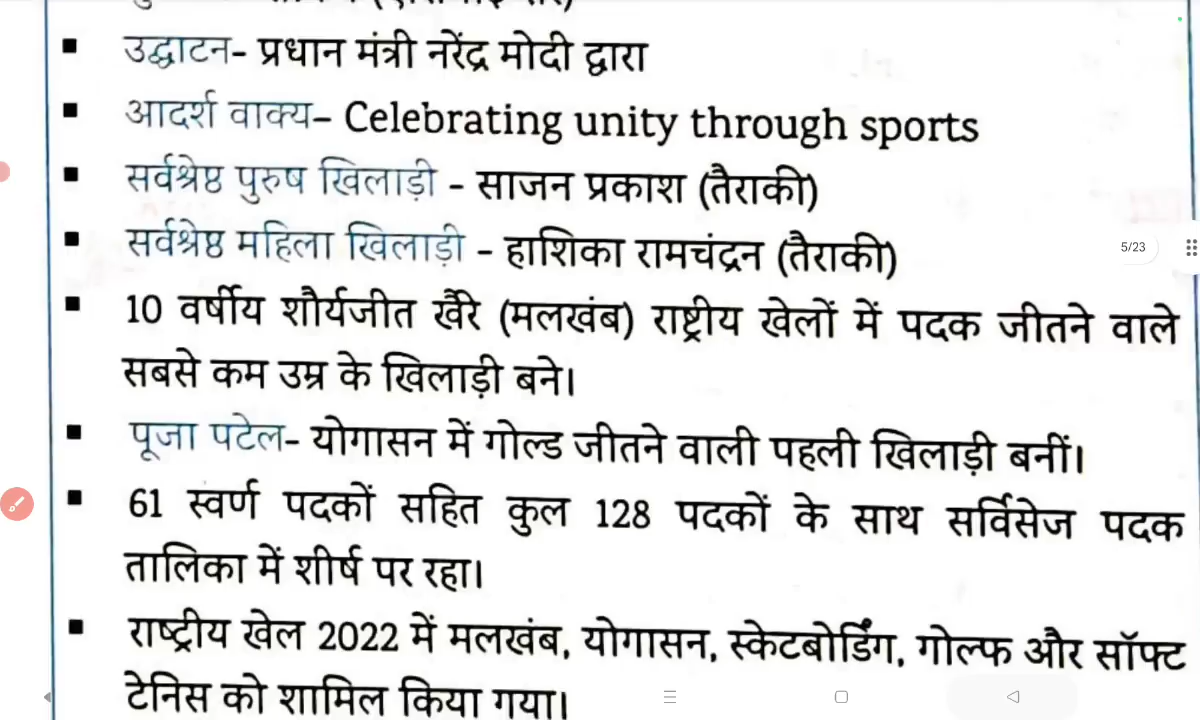 उद्घाटन- प्रधान मंत्री नरेंद्र मोदी द्वारा
आदर्श वाक्य– Celebrating unity through sports
सर्वश्रेष्ठ पुरुष खिलाड़ी - साजन प्रकाश (तैराकी)
सर्वश्रेष्ठ महिला खिलाड़ी - हाशिका रामचंद्रन (तैराकी)
5/23
10 वर्षीय शौर्यजीत खैरे (मलखंब) राष्ट्रीय खेलों में पदक जीतने वाले
सबसे कम उम्र के खिलाड़ी बने।
पूजा पटेल- योगासन में गोल्ड जीतने वाली पहली खिलाड़ी बनीं।
61 स्वर्ण पदकों सहित कुल 128 पदकों के साथ सर्विसेज पदक
तालिका में शीर्ष पर रहा।
राष्ट्रीय खेल 2022 में मलखंब, योगासन, स्केटबोर्डिंग, गोल्फ और सॉफ्ट
टेनिस को शामिल किया गया।